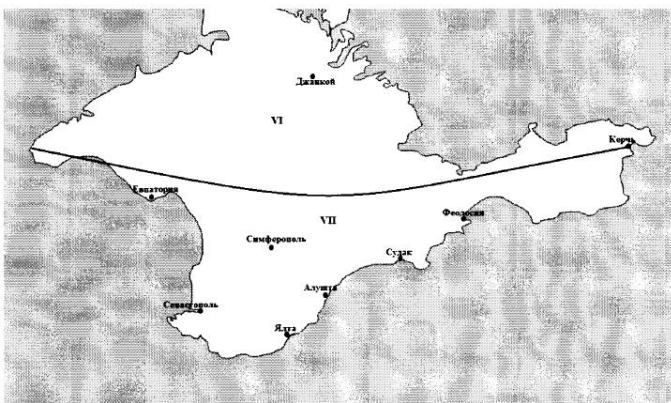 Джанкой
VI
Керчь
Евпатория
VII
Феодосия
Симферополь
Судак
Алушта
Севастополь
Ялта